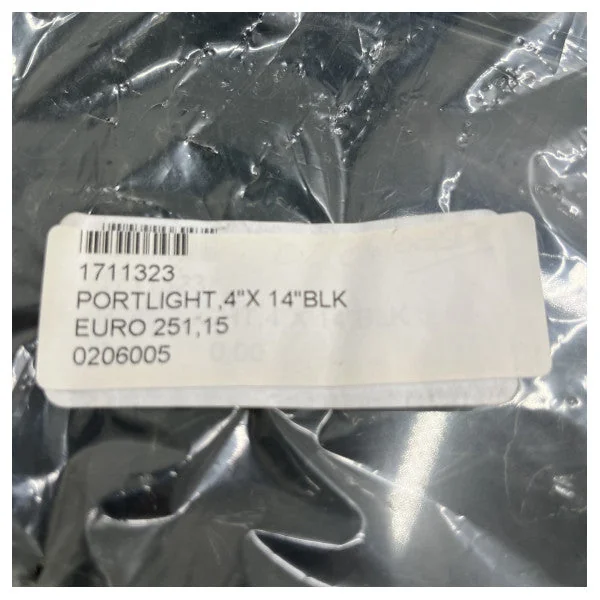 1711323
PORTLIGHT,4"X 14"BLK
EURO 251,15
0206005